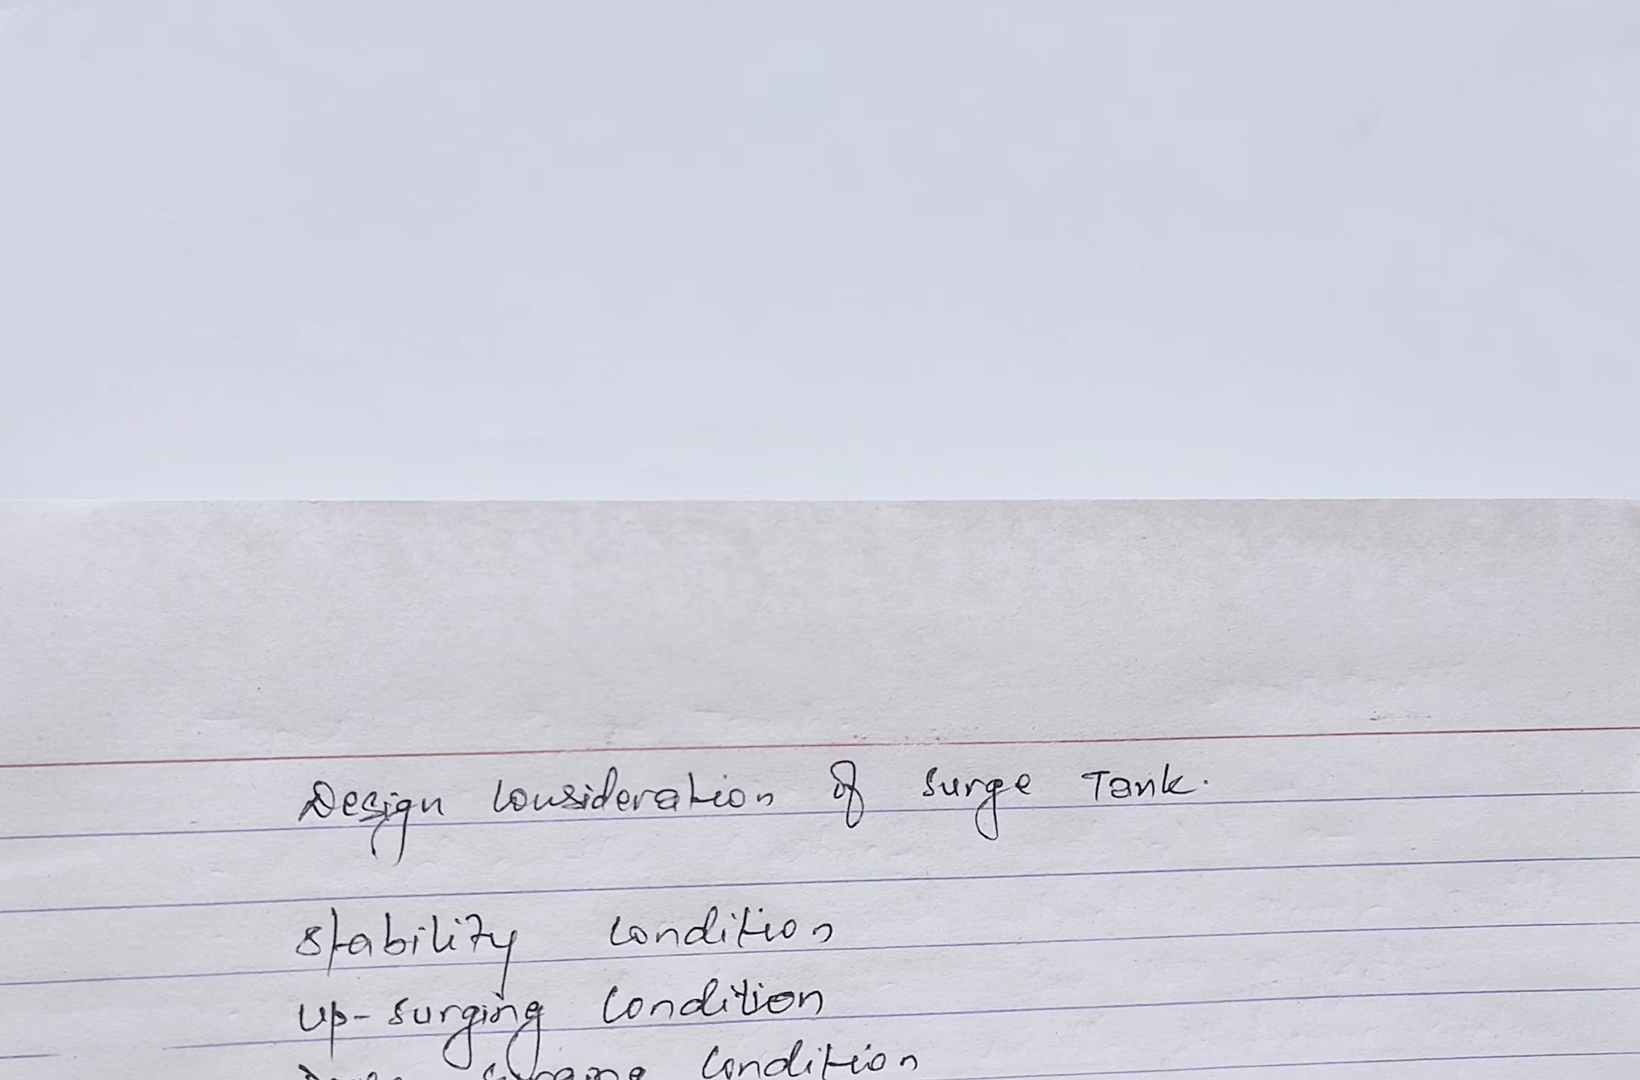 Design Consideration of Surge Tank.
Stability Condition
Up-surging Condition
Condition